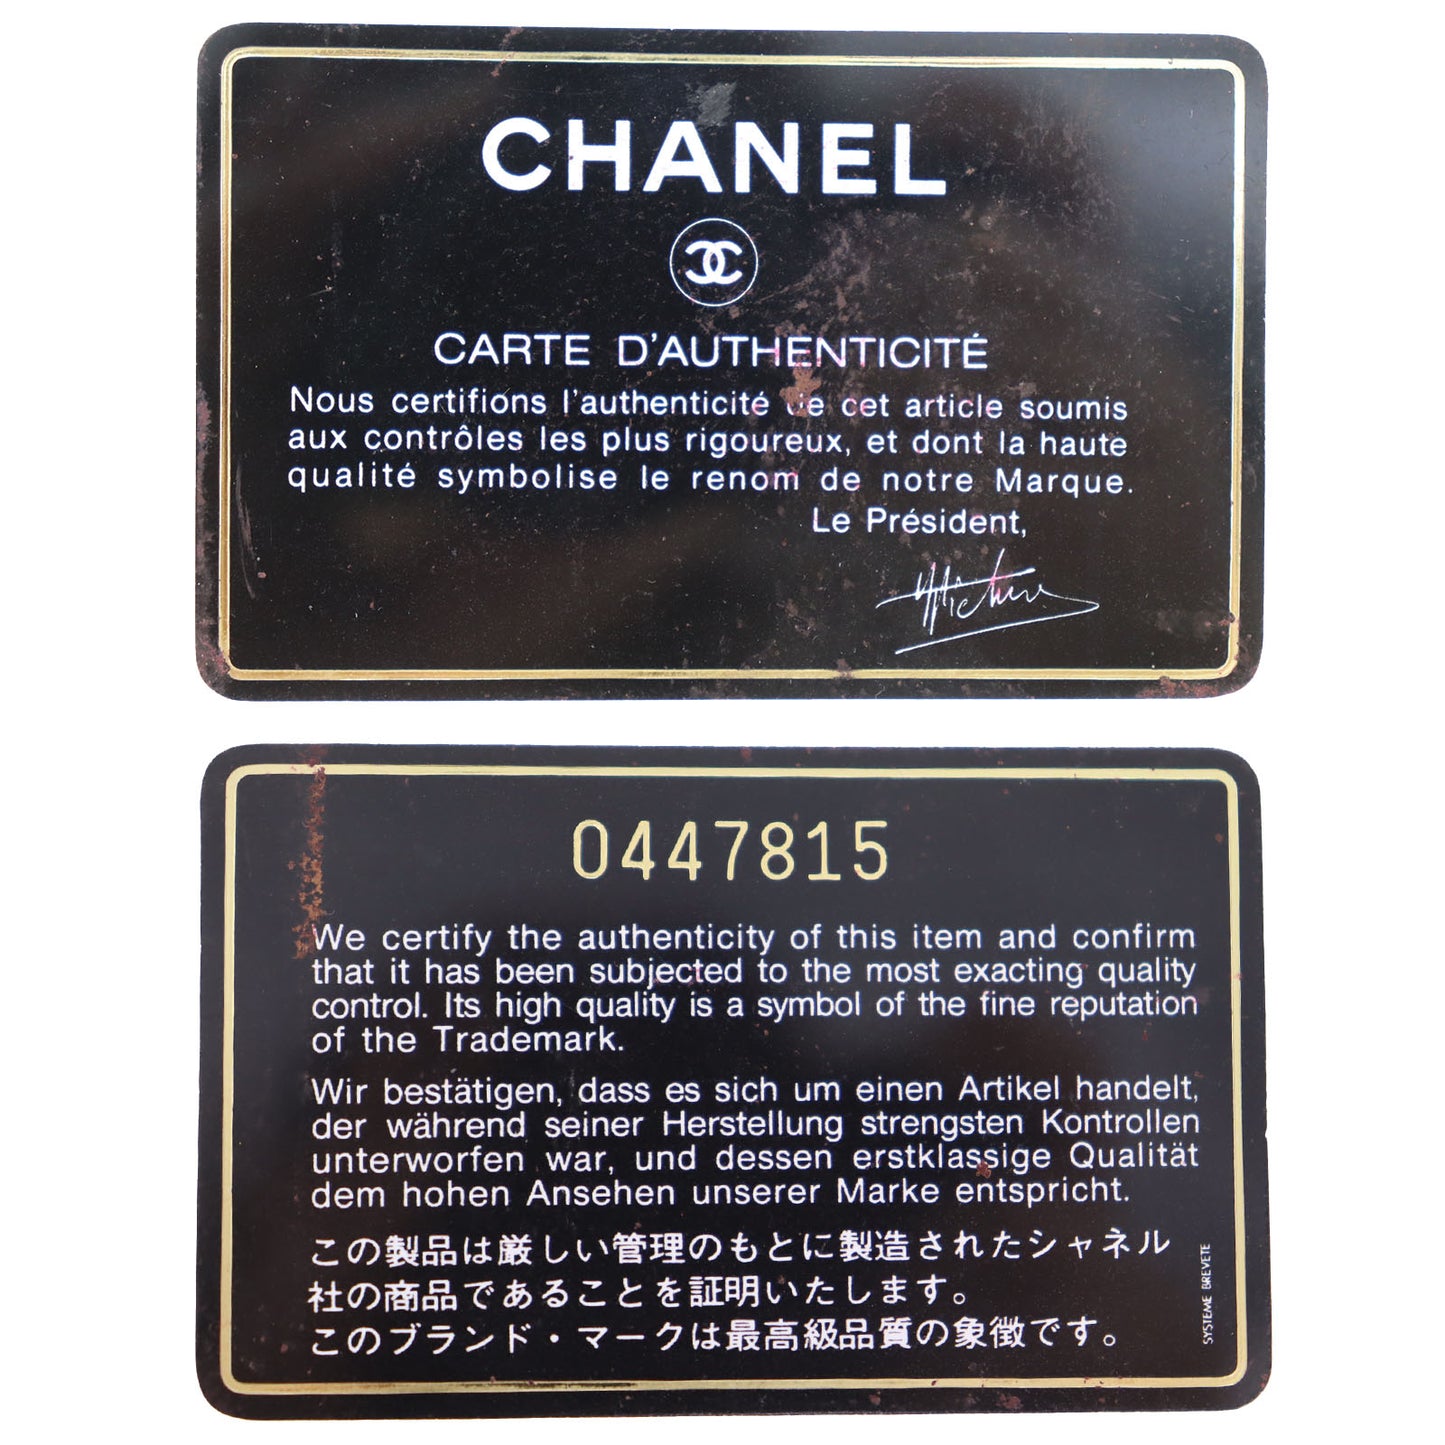 CHANEL
CARTE D'AUTHENTICITÉ
Nous certifions l'authenticité de cet article soumis
aux contrôles les plus rigoureux, et dont la haute
qualité symbolise le renom de notre Marque.
Le Président,
0447815
We certify the authenticity of this item and confirm
that it has been subjected to the most exacting quality
control. Its high quality is a symbol of the fine reputation
of the Trademark.
Wir bestätigen, dass es sich um einen Artikel handelt,
der während seiner Herstellung strengsten Kontrollen
unterworfen war, und dessen erstklassige Qualität
dem hohen Ansehen unserer Marke entspricht.
この製品は厳しい管理のもとに製造されたシャネル
社の商品であることを証明いたします。
このブランド・マークは最高級品質の象徴です。
SYSTEME BREVETE